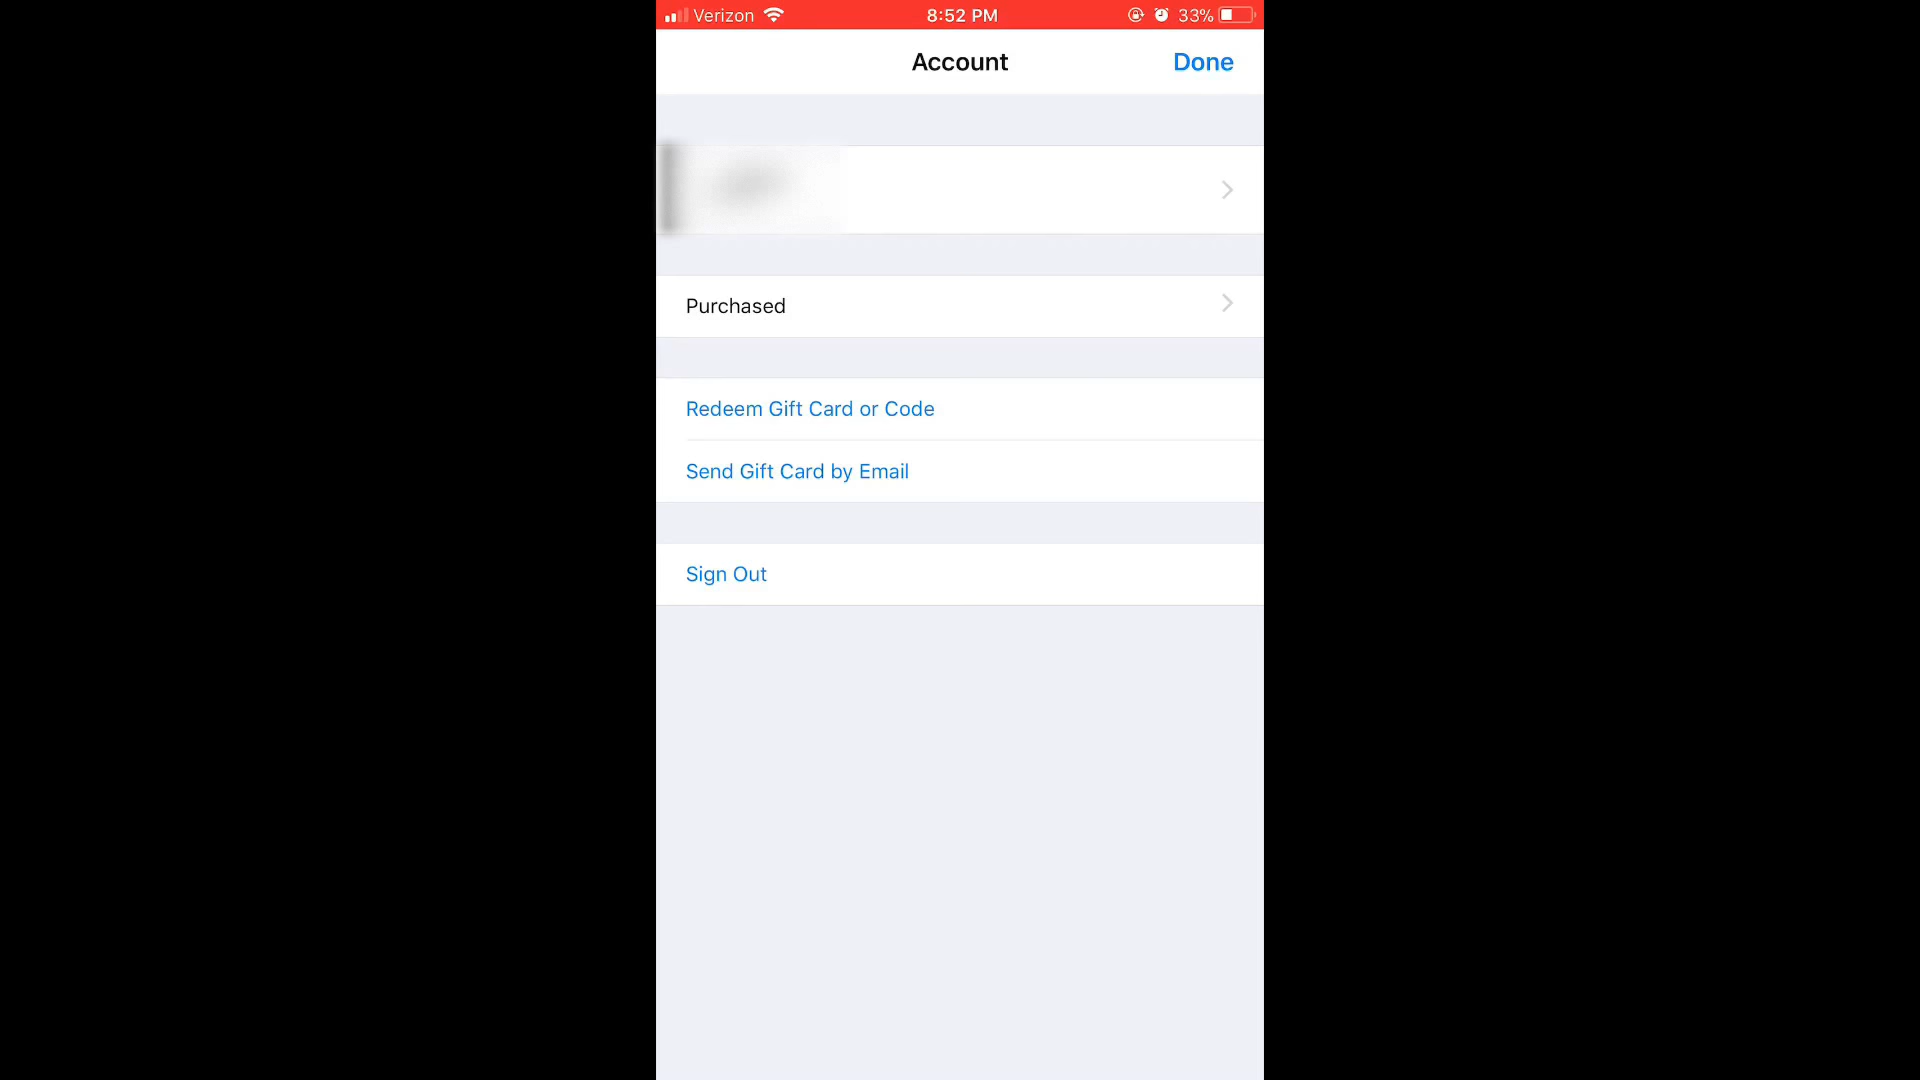 Verizon 8:52 PM 33%
Account Done
Purchased
Redeem Gift Card or Code
Send Gift Card by Email
Sign Out